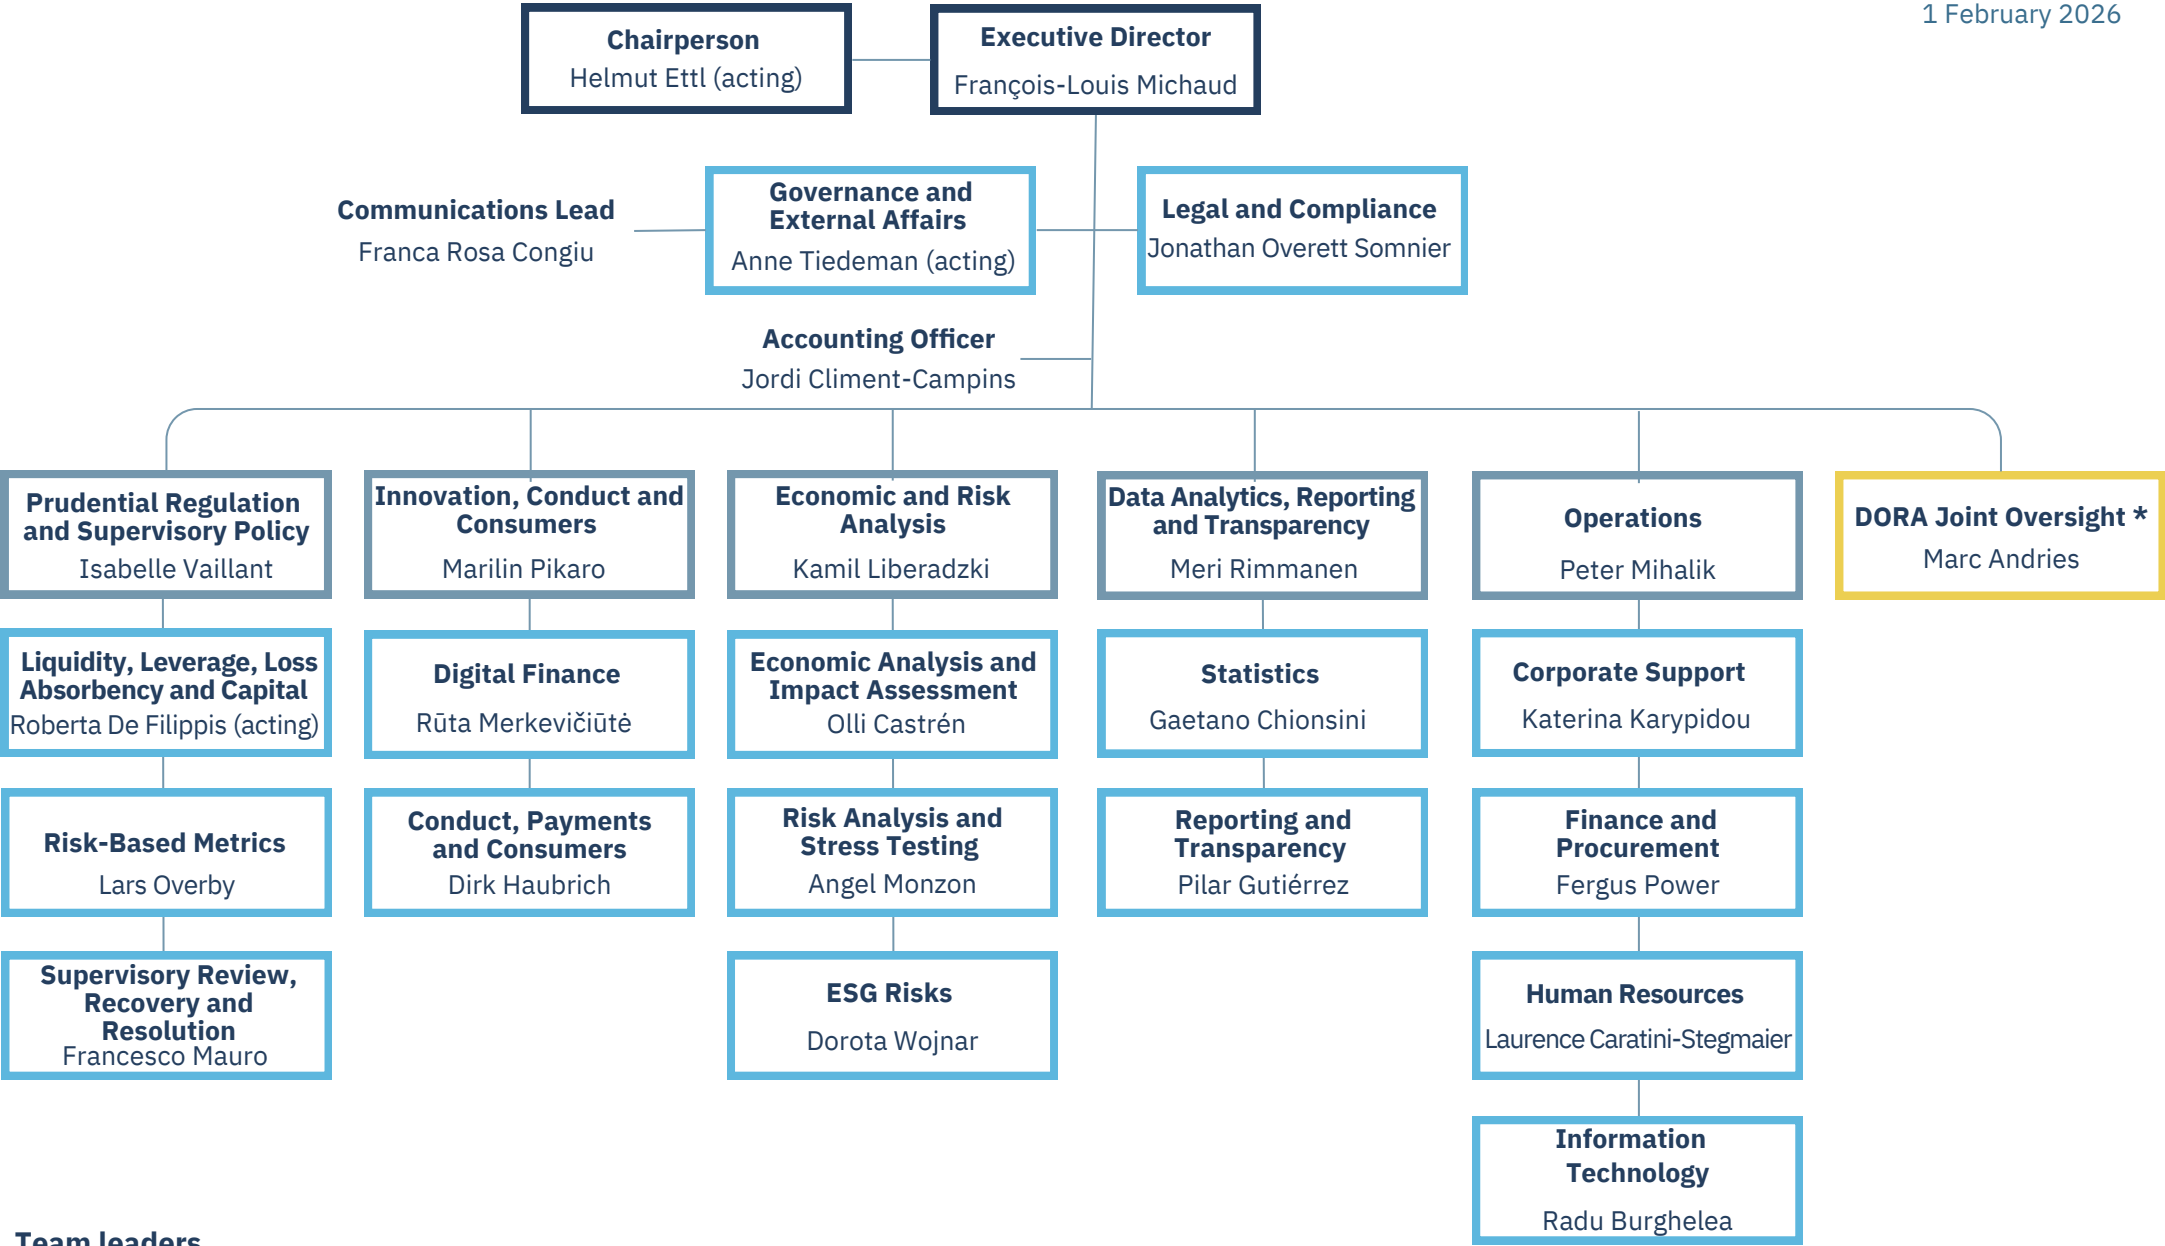 1 February 2026
Chairperson
Helmut Ettl (acting)
Executive Director
François-Louis Michaud
Communications Lead
Franca Rosa Congiu
Governance and
External Affairs
Anne Tiedeman (acting)
Legal and Compliance
Jonathan Overett Somnier
Accounting Officer
Jordi Climent-Campins
Prudential Regulation
and Supervisory Policy
Isabelle Vaillant
Innovation, Conduct and
Consumers
Marilin Pikaro
Economic and Risk
Analysis
Kamil Liberadzki
Data Analytics, Reporting
and Transparency
Meri Rimmanen
Operations
Peter Mihalik
DORA Joint Oversight *
Marc Andries
Liquidity, Leverage, Loss
Absorbency and Capital
Roberta De Filippis (acting)
Digital Finance
Rūta Merkevičiūtė
Economic Analysis and
Impact Assessment
Olli Castrén
Statistics
Gaetano Chionsini
Corporate Support
Katerina Karypidou
Risk-Based Metrics
Lars Overby
Conduct, Payments
and Consumers
Dirk Haubrich
Risk Analysis and
Stress Testing
Angel Monzon
Reporting and
Transparency
Pilar Gutiérrez
Finance and
Procurement
Fergus Power
Supervisory Review,
Recovery and
Resolution
Francesco Mauro
ESG Risks
Dorota Wojnar
Human Resources
Laurence Caratini-Stegmaier
Information
Technology
Radu Burghelea
Team leaders